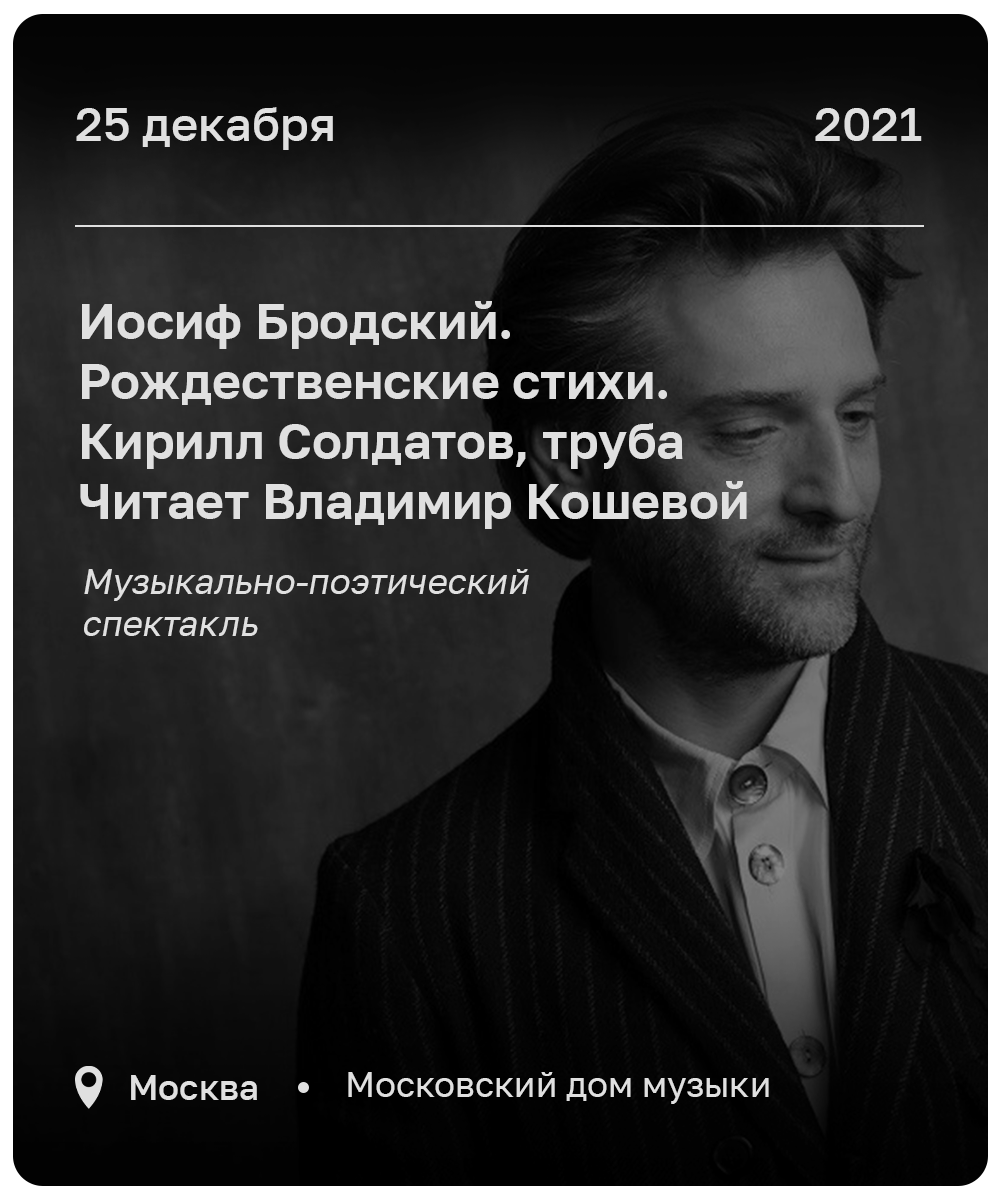 25 декабря 2021
Иосиф Бродский.
Рождественские стихи.
Кирилл Солдатов, труба
Читает Владимир Кошевой
Музыкально-поэтический
спектакль
Москва • Московский дом музыки